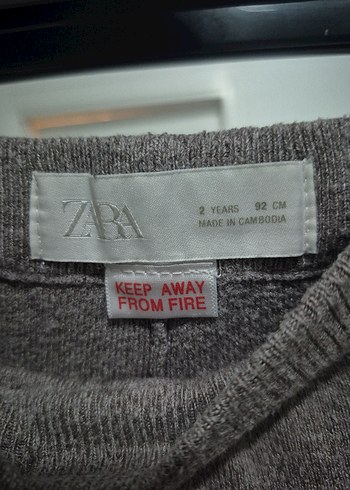 ZARA
2 YEARS 92 CM
MADE IN CAMBODIA
KEEP AWAY
FROM FIRE